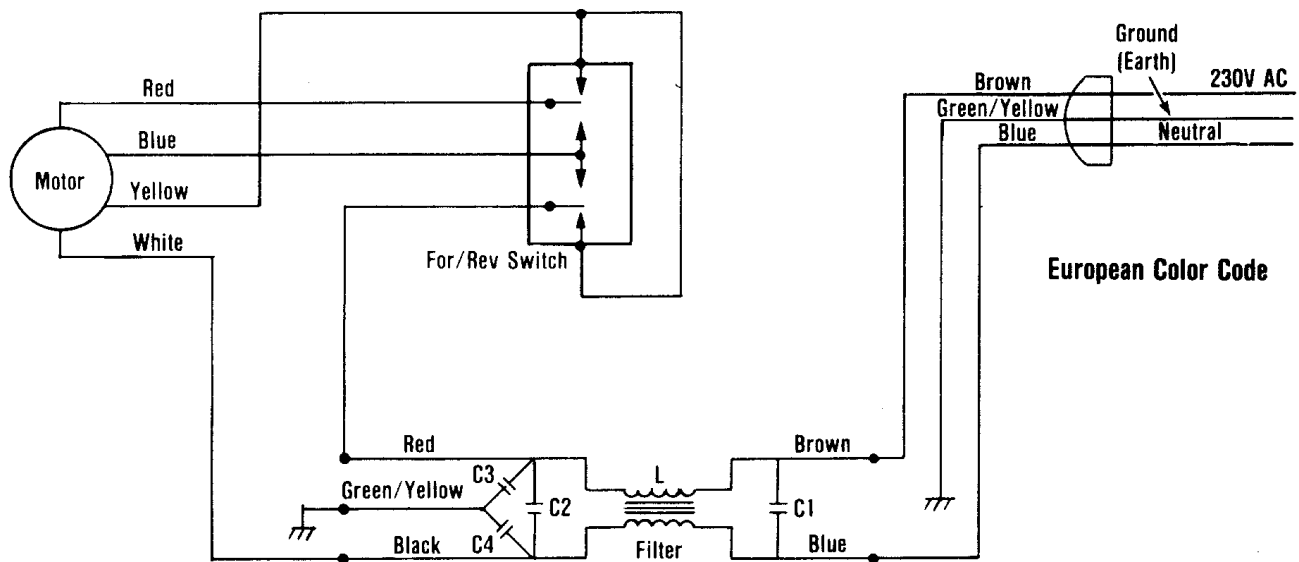 Ground
(Earth)
Brown
230V AC
Green/Yellow
Blue
Neutral
Red
Blue
Motor
Yellow
White
For/Rev Switch
European Color Code
Red
Brown
C3
L
Green/Yellow
C2
C1
C4
Black
Filter
Blue